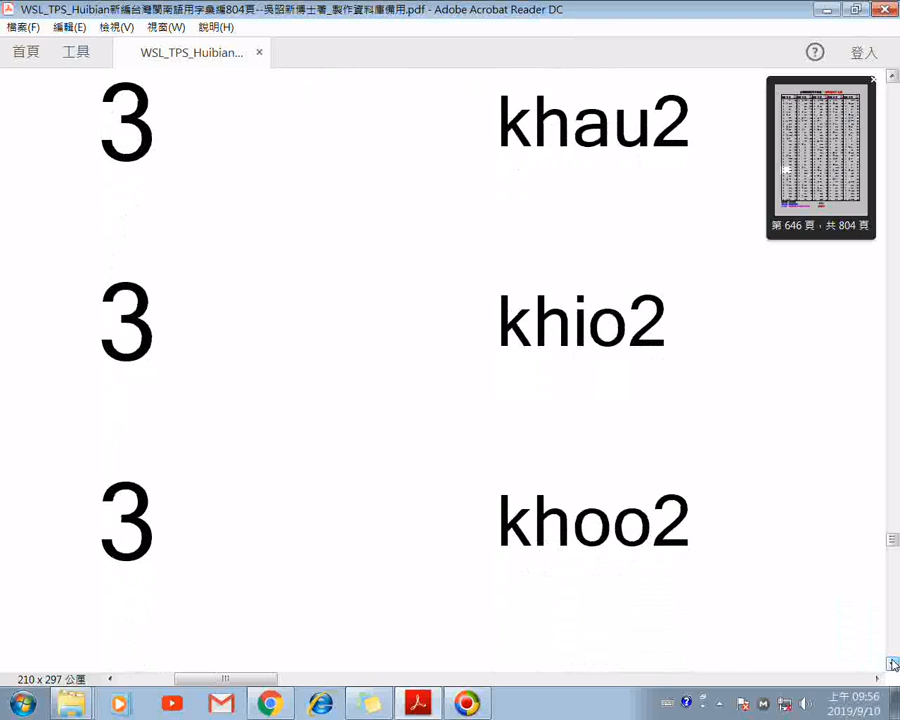 WSL_TPS_Huibian新編台灣閩南語用字彙編804頁--吳昭新博士著_製作資料庫備用.pdf - Adobe Acrobat Reader DC
檔案(F) 編輯(E) 檢視(V) 視窗(W) 說明(H)
首頁 工具 WSL_TPS_Huibian... × ? 登入
3 khau2
第 646 頁，共 804 頁
3 khio2
3 khoo2
210 x 297 公厘
上午 09:56
2019/9/10